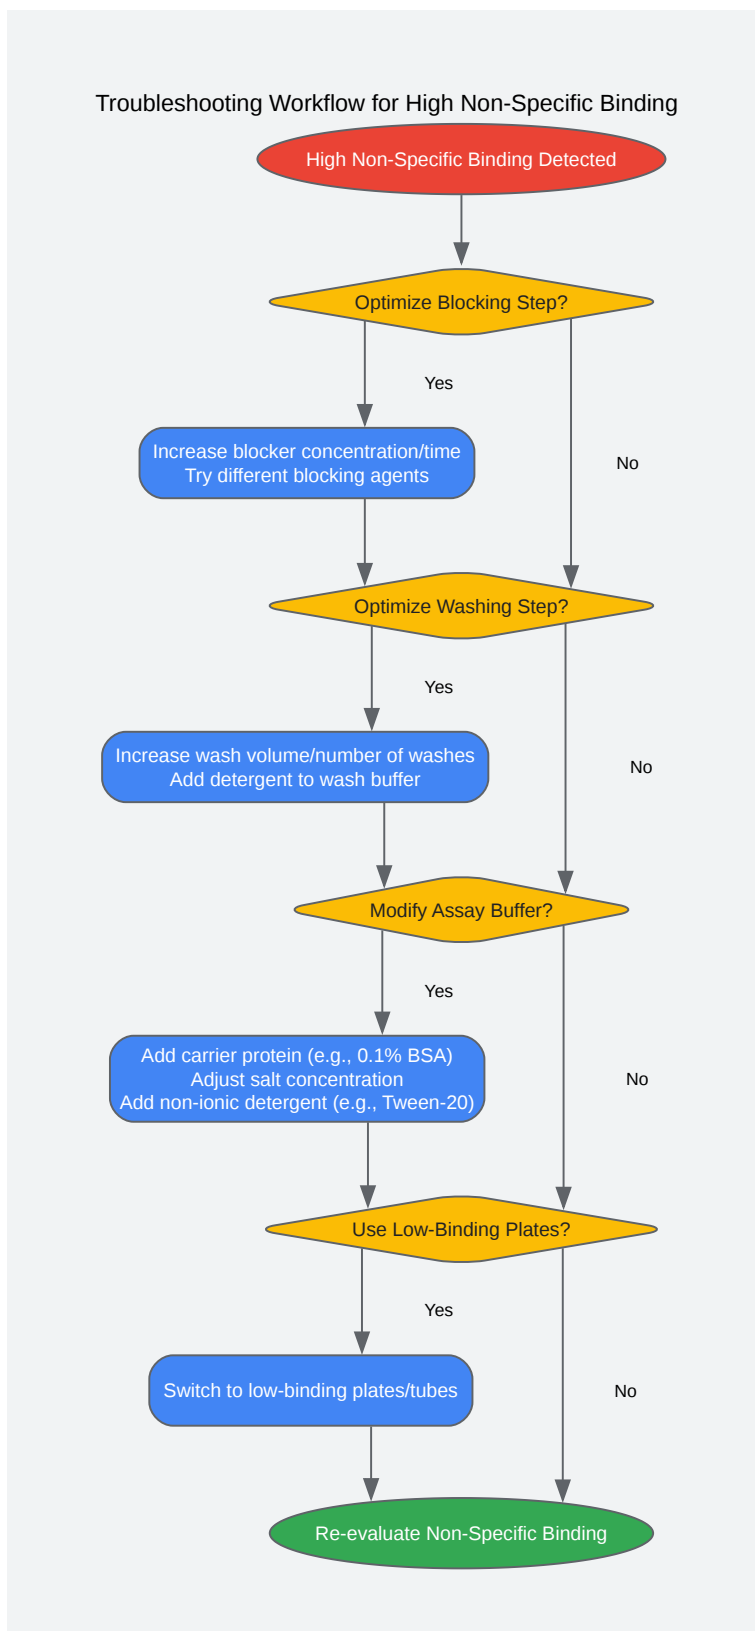 Troubleshooting Workflow for High Non-Specific Binding
High Non-Specific Binding Detected
Optimize Blocking Step?
Yes
Increase blocker concentration/time
Try different blocking agents
No
Optimize Washing Step?
Yes
Increase wash volume/number of washes
Add detergent to wash buffer
No
Modify Assay Buffer?
Yes
Add carrier protein (e.g., 0.1% BSA)
Adjust salt concentration
Add non-ionic detergent (e.g., Tween-20)
No
Use Low-Binding Plates?
Yes
Switch to low-binding plates/tubes
No
Re-evaluate Non-Specific Binding